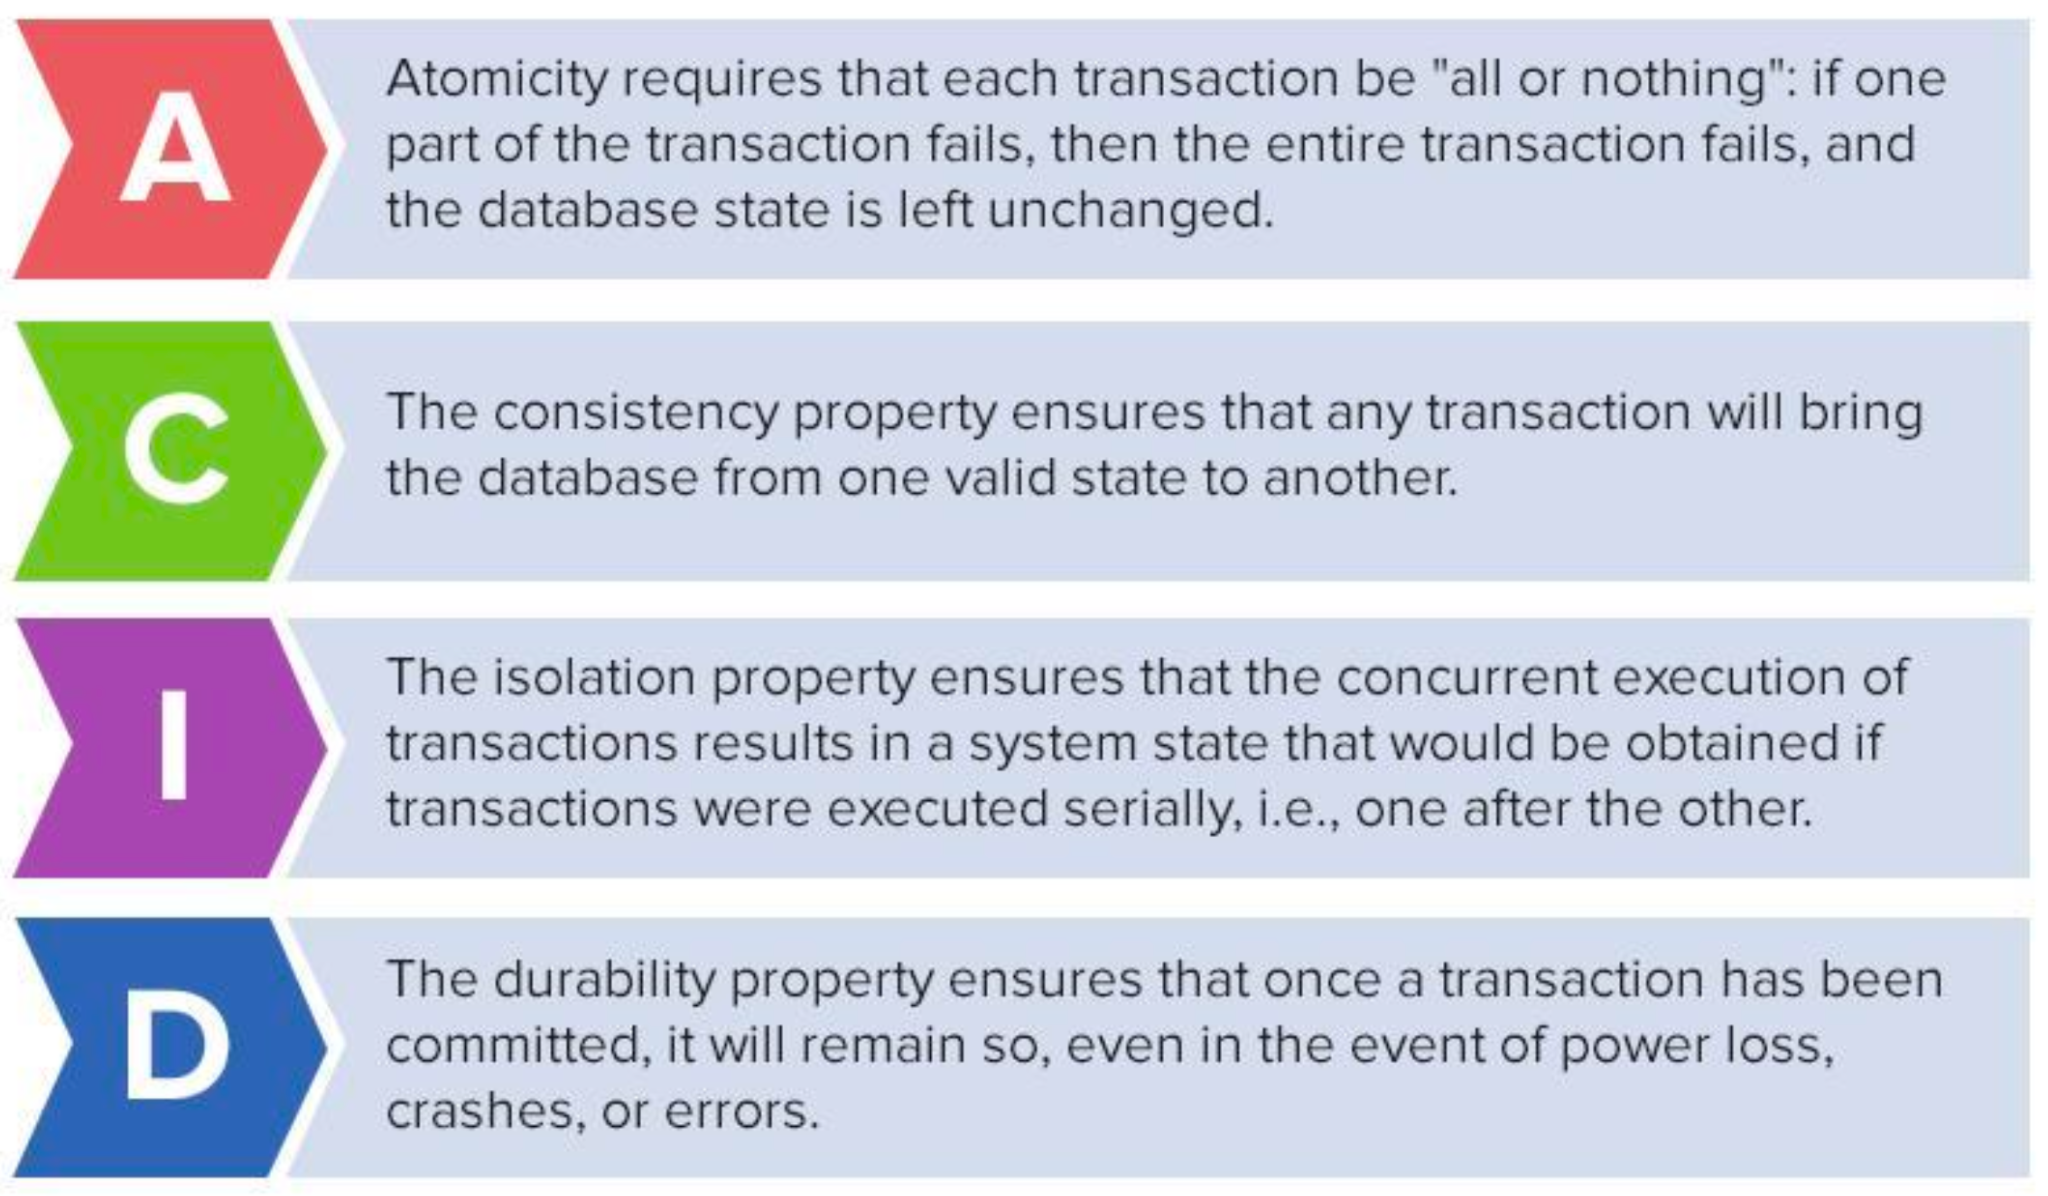 A
Atomicity requires that each transaction be "all or nothing": if one
part of the transaction fails, then the entire transaction fails, and
the database state is left unchanged.
C
The consistency property ensures that any transaction will bring
the database from one valid state to another.
I
The isolation property ensures that the concurrent execution of
transactions results in a system state that would be obtained if
transactions were executed serially, i.e., one after the other.
D
The durability property ensures that once a transaction has been
committed, it will remain so, even in the event of power loss,
crashes, or errors.